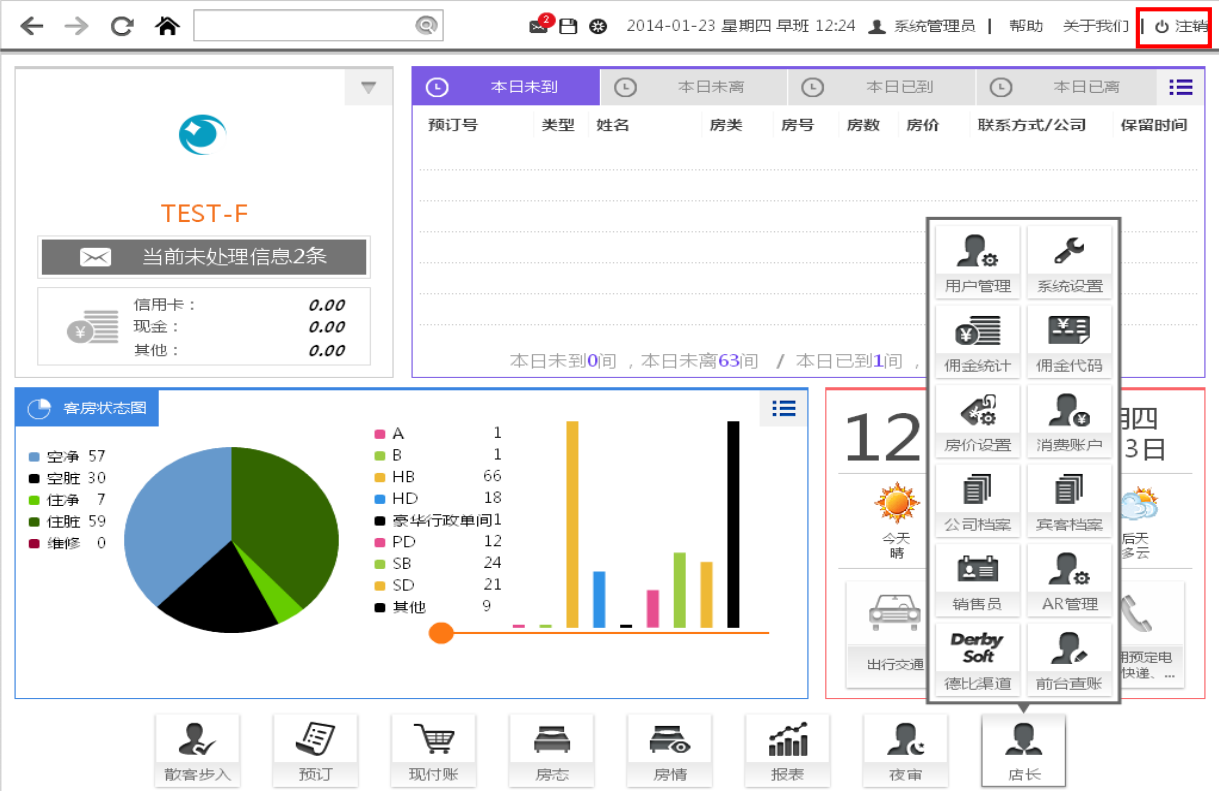 2 2014-01-23 星期四 早班 12:24 系统管理员 | 帮助 关于我们 | 注销
TEST-F
当前未处理信息2条
信用卡： 0.00
现金： 0.00
其他： 0.00
本日未到 本日未离 本日已到 本日已离
预订号 类型 姓名 房类 房号 房数 房价 联系方式/公司 保留时间
本日未到0间 , 本日未离63间 / 本日已到1间 ,
客房状态图
空净 57
空脏 30
住净 7
住脏 59
维修 0
A 1
B 1
HB 66
HD 18
豪华行政单间1
PD 12
SB 24
SD 21
其他 9
12
期四
3日
今天
晴
后天
多云
出行交通
用预定电
快递、...
用户管理 系统设置
佣金统计 佣金代码
房价设置 消费账户
公司档案 宾客档案
销售员 AR管理
Derby
Soft
德比渠道 前台查账
散客步入 预订 现付账 房态 房情 报表 夜审 店长